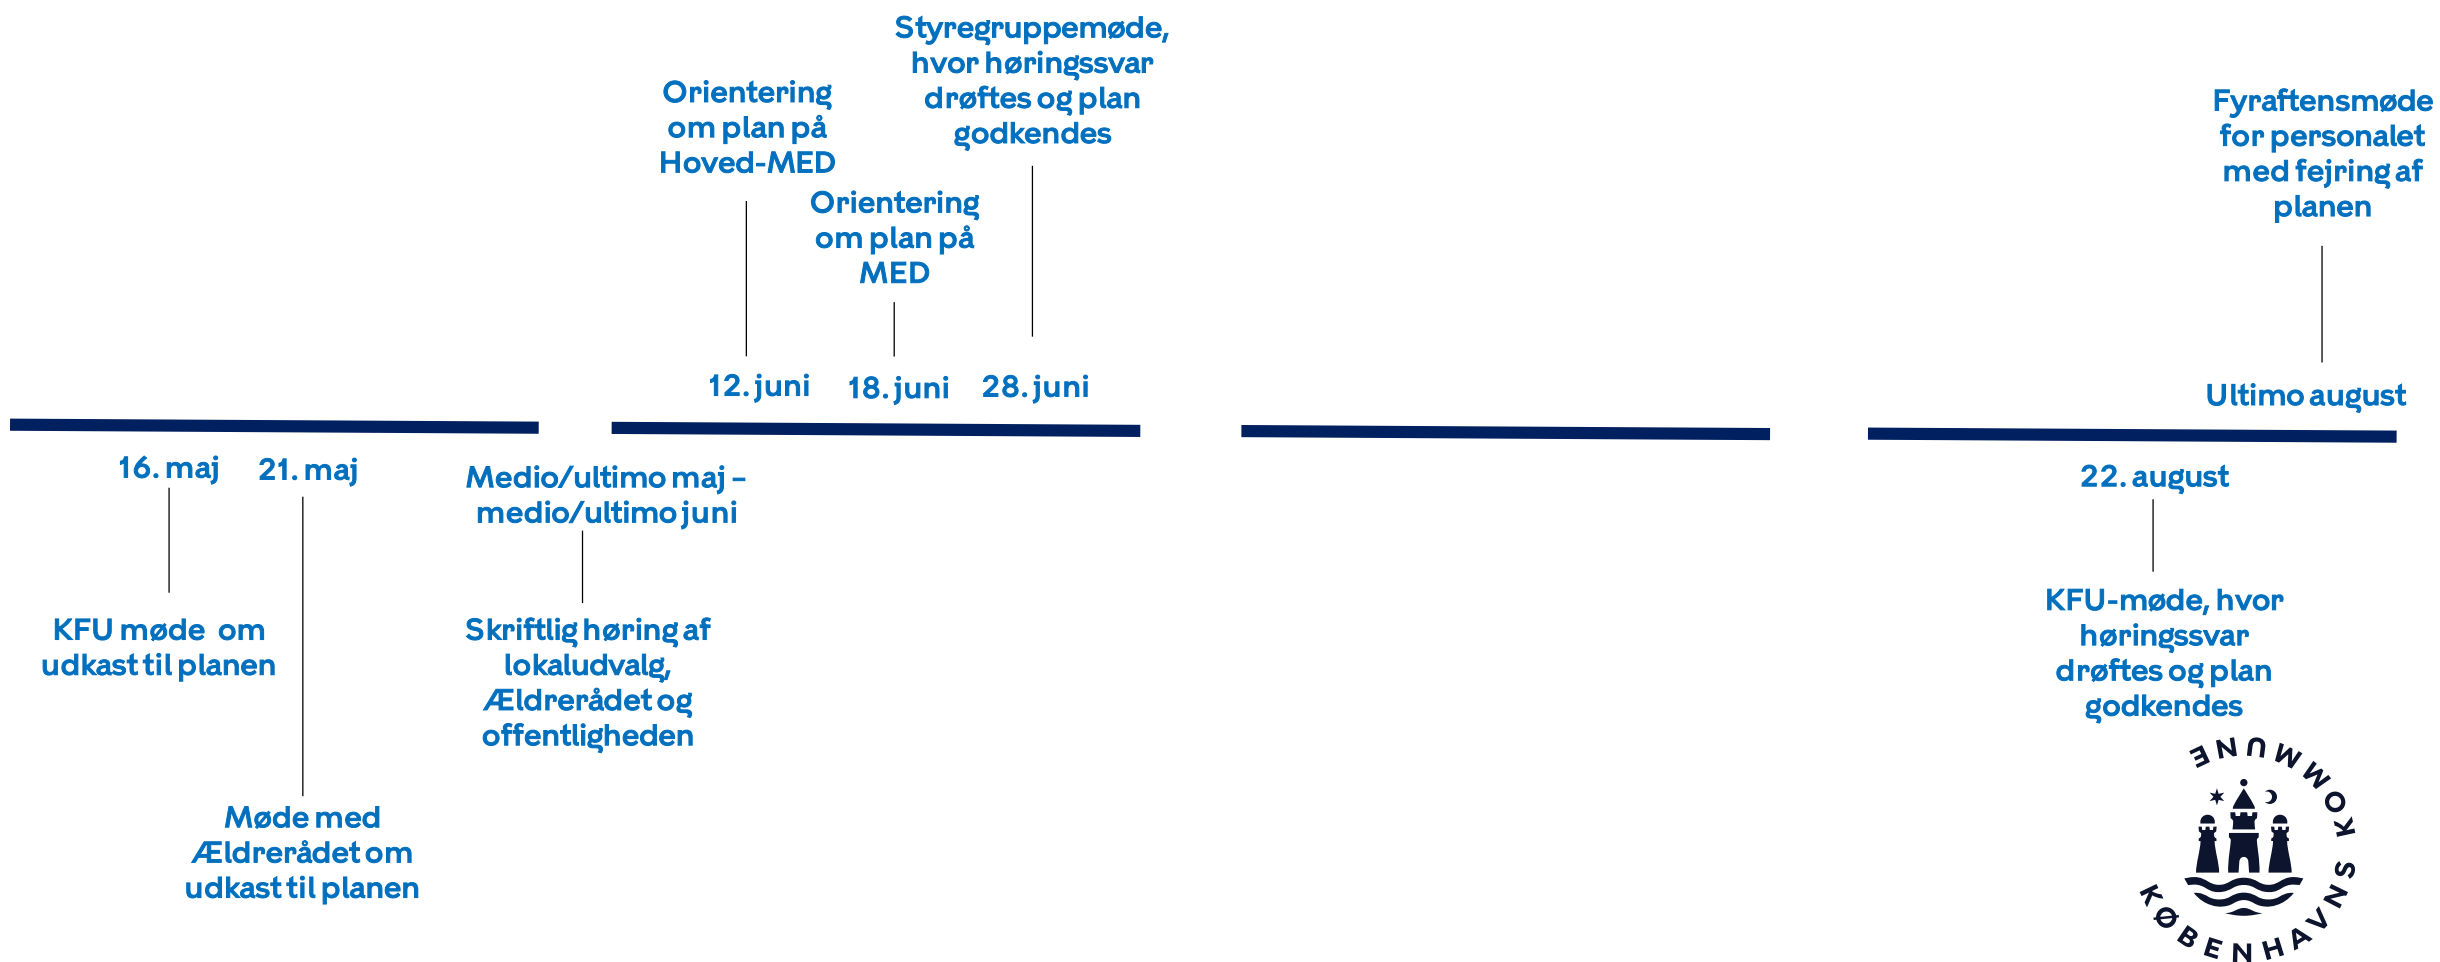 Styregruppemøde,
hvor høringssvar
drøftes og plan
godkendes
Orientering
om plan på
Hoved-MED
Orientering
om plan på
MED
Fyraftensmøde
for personalet
med fejring af
planen
12. juni
18. juni
28. juni
Ultimo august
16. maj
21. maj
Medio/ultimo maj –
medio/ultimo juni
22. august
KFU møde om
udkast til planen
Skriftlig høring af
lokaludvalg,
Ældrerådet og
offentligheden
KFU-møde, hvor
høringssvar
drøftes og plan
godkendes
Møde med
Ældrerådet om
udkast til planen
KØBENHAVNS KOMMUNE